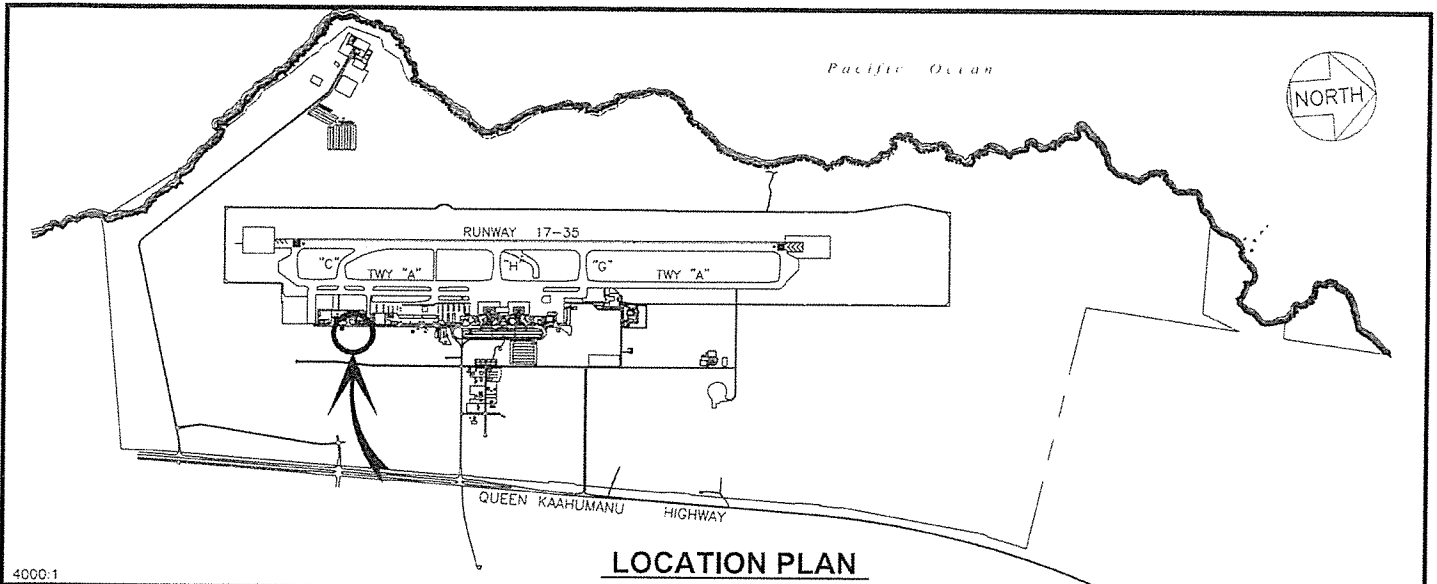 Pacific Ocean
NORTH
RUNWAY 17-35
"C"
TWY "A"
"H"
"G"
TWY "A"
QUEEN KAAHUMANU HIGHWAY
LOCATION PLAN
4000:1